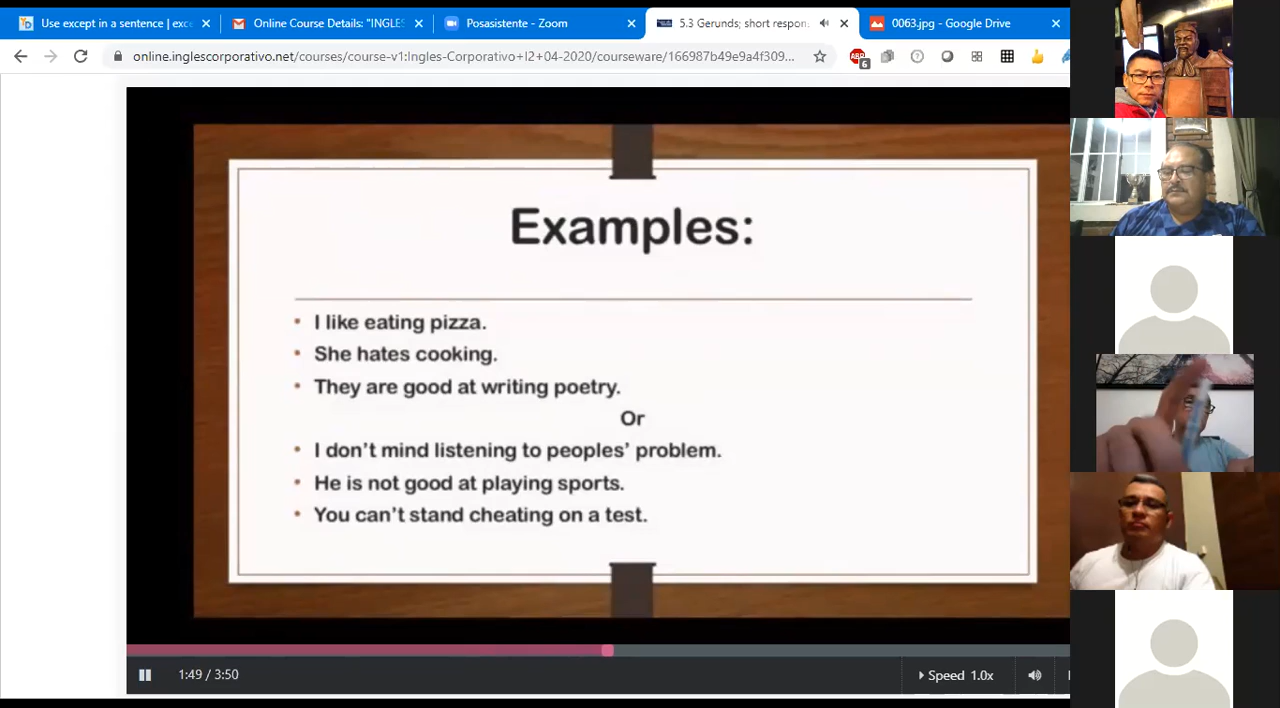 Use except in a sentence | exce
Online Course Details: "INGLES
Posasistente - Zoom
5.3 Gerunds; short respon
0063.jpg - Google Drive
online.inglescorporativo.net/courses/course-v1:Inglescorporativo+I2+04-2020/courseware/166987b49e9a4f309...
Examples:
• I like eating pizza.
• She hates cooking.
• They are good at writing poetry.
Or
• I don't mind listening to peoples' problem.
• He is not good at playing sports.
• You can't stand cheating on a test.
1:49 / 3:50
Speed 1.0x